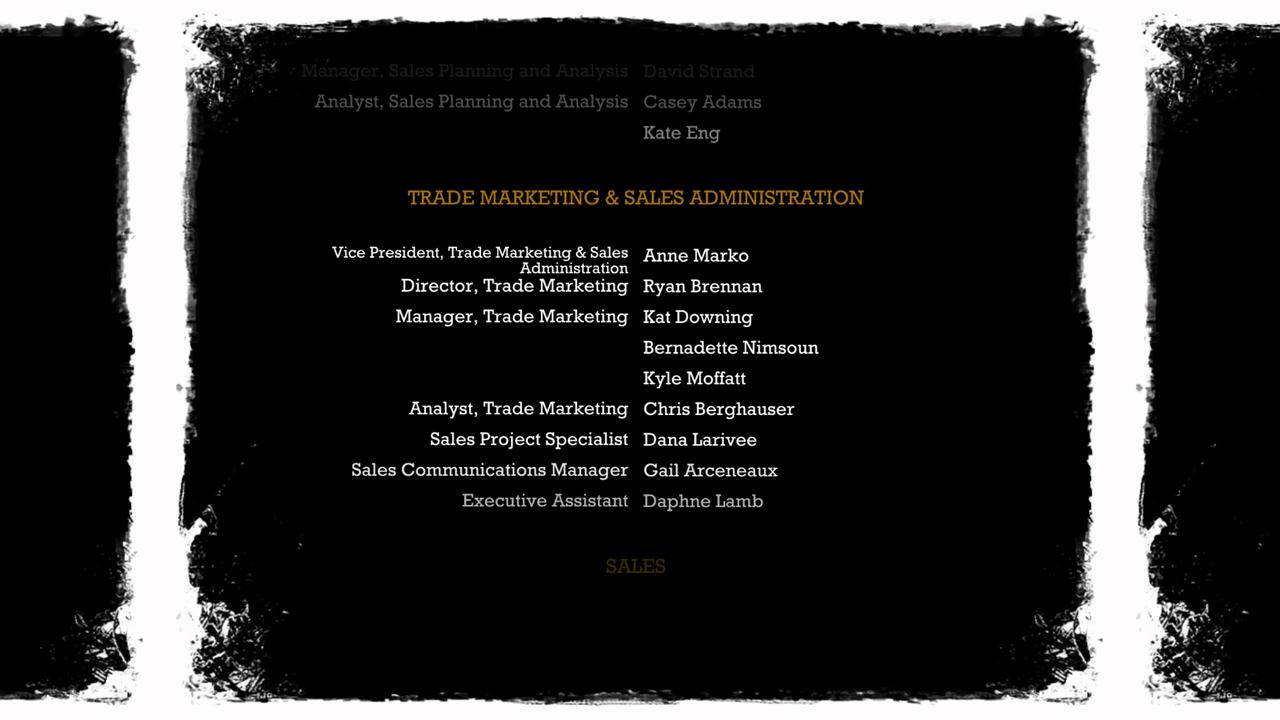 Manager, Sales Planning and Analysis David Strand
Analyst, Sales Planning and Analysis Casey Adams
Kate Eng
TRADE MARKETING & SALES ADMINISTRATION
Vice President, Trade Marketing & Sales
Administration Anne Marko
Director, Trade Marketing Ryan Brennan
Manager, Trade Marketing Kat Downing
Bernadette Nimsoun
Kyle Moffatt
Analyst, Trade Marketing Chris Berghauser
Sales Project Specialist Dana Larivee
Sales Communications Manager Gail Arceneaux
Executive Assistant Daphne Lamb
SALES